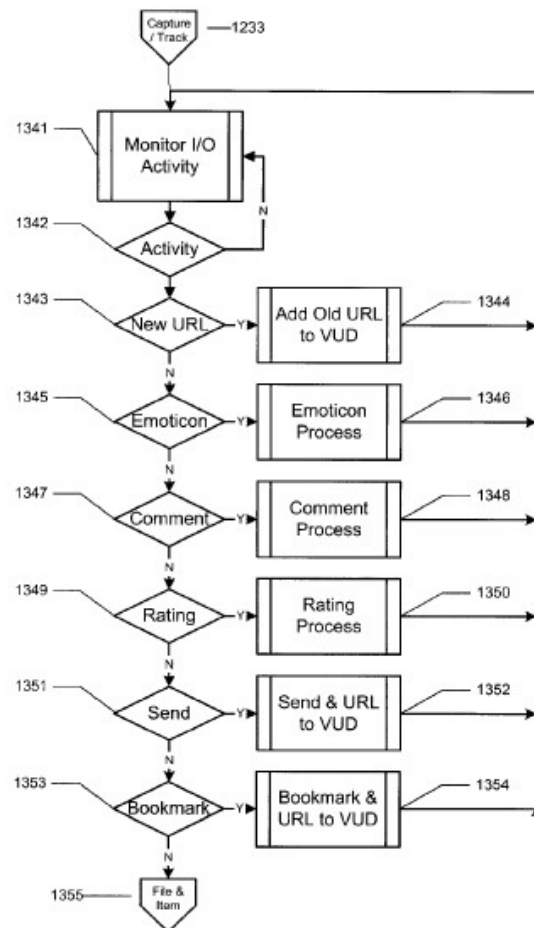 Capture
/ Track
1233
1341
Monitor I/O
Activity
N
1342
Activity
1343
New URL
Y
Add Old URL
to VUD
1344
N
1345
Emoticon
Y
Emoticon
Process
1346
N
1347
Comment
Y
Comment
Process
1348
N
1349
Rating
Y
Rating
Process
1350
N
1351
Send
Y
Send & URL
to VUD
1352
N
1353
Bookmark
Y
Bookmark &
URL to VUD
1354
N
1355
File &
Item